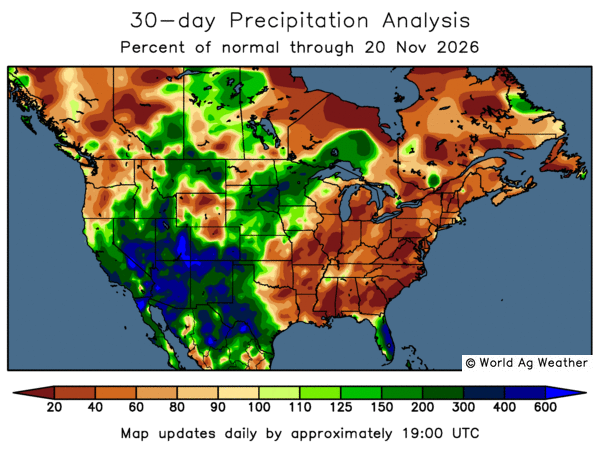 30-day Precipitation Analysis
Percent of normal through 20 Nov 2026
© World Ag Weather
20 40 60 80 90 100 110 125 150 200 300 400 600
Map updates daily by approximately 19:00 UTC